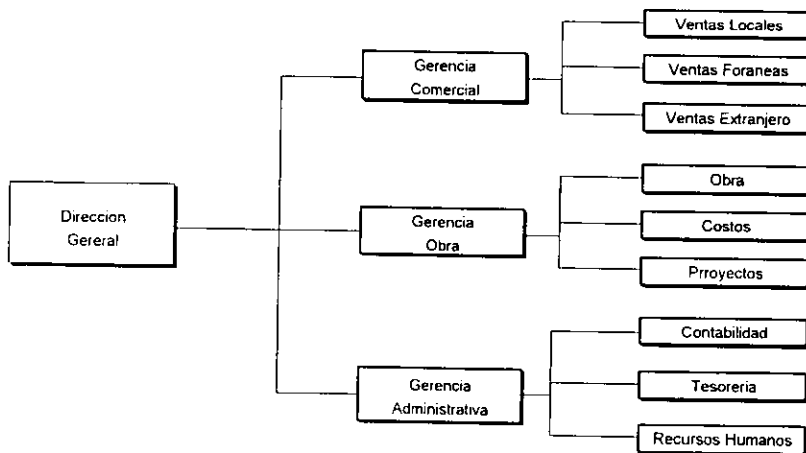 Direccion
Gereral
Gerencia
Comercial
Ventas Locales
Ventas Foraneas
Ventas Extranjero
Gerencia
Obra
Obra
Costos
Prroyectos
Gerencia
Administrativa
Contabilidad
Tesoreria
Recursos Humanos